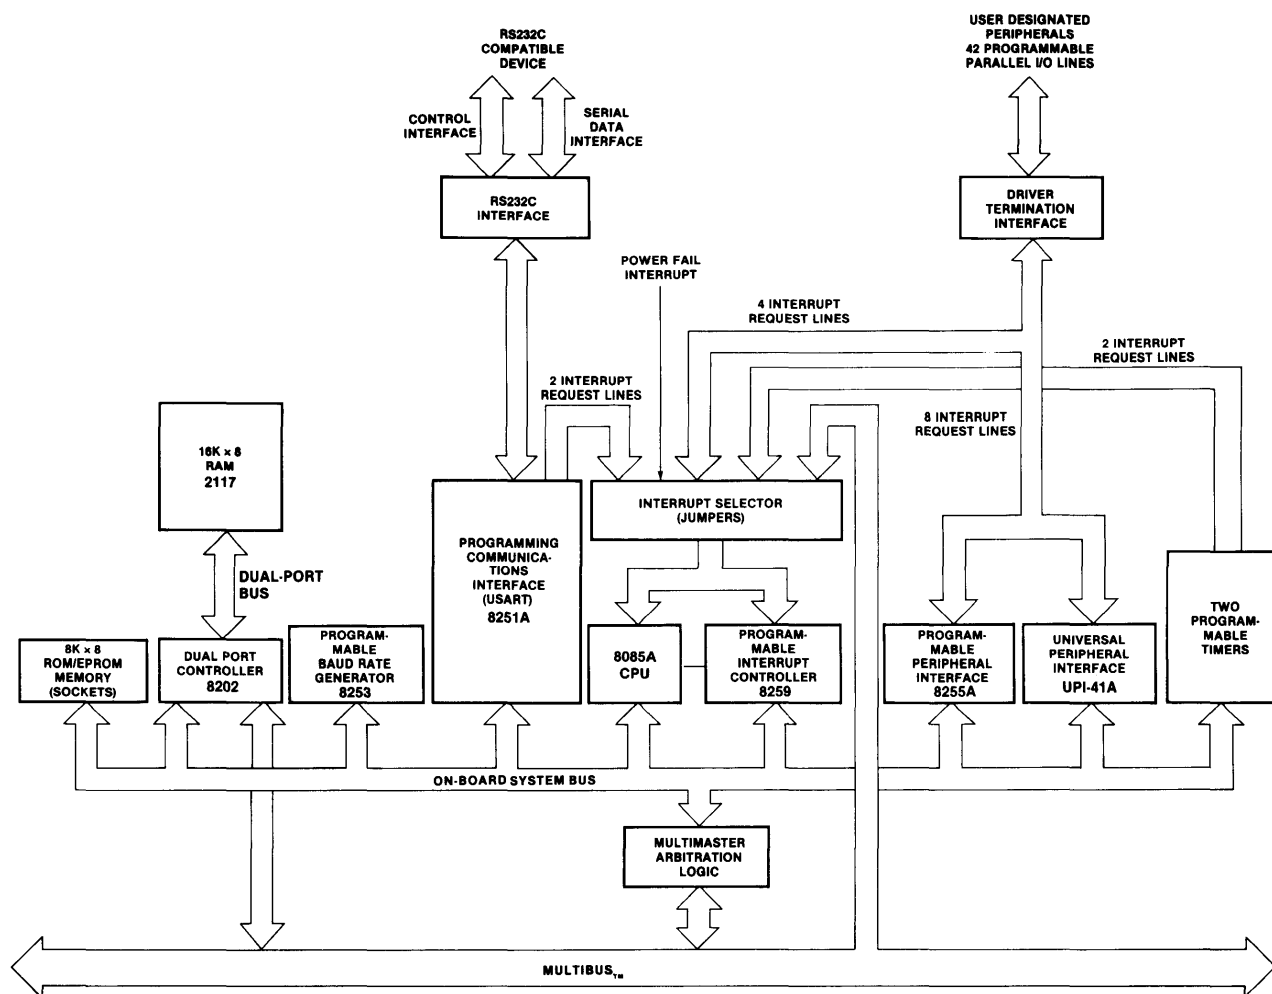 RS232C
COMPATIBLE
DEVICE
USER DESIGNATED
PERIPHERALS
42 PROGRAMMABLE
PARALLEL I/O LINES
CONTROL
INTERFACE
SERIAL
DATA
INTERFACE
RS232C
INTERFACE
DRIVER
TERMINATION
INTERFACE
POWER FAIL
INTERRUPT
4 INTERRUPT
REQUEST LINES
2 INTERRUPT
REQUEST LINES
2 INTERRUPT
REQUEST LINES
8 INTERRUPT
REQUEST LINES
16K × 8
RAM
2117
DUAL-PORT
BUS
PROGRAMMING
COMMUNICA-
TIONS
INTERFACE
(USART)
8251A
INTERRUPT SELECTOR
(JUMPERS)
8K × 8
ROM/EPROM
MEMORY
(SOCKETS)
DUAL PORT
CONTROLLER
8202
PROGRAM-
MABLE
BAUD RATE
GENERATOR
8253
8085A
CPU
PROGRAM-
MABLE
INTERRUPT
CONTROLLER
8259
PROGRAM-
MABLE
PERIPHERAL
INTERFACE
8255A
UNIVERSAL
PERIPHERAL
INTERFACE
UPI-41A
TWO
PROGRAM-
MABLE
TIMERS
ON-BOARD SYSTEM BUS
MULTIMASTER
ARBITRATION
LOGIC
MULTIBUS™